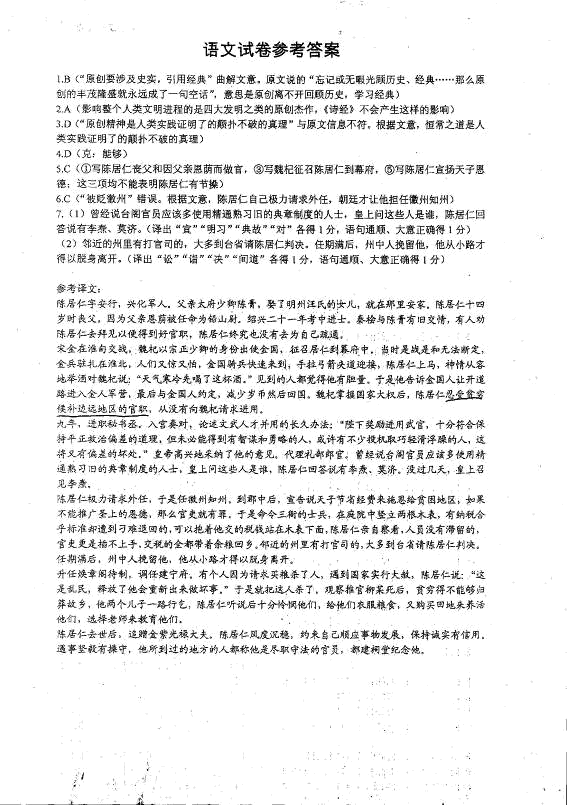 语文试卷参考答案
1.B（“原创要涉及史实，引用经典”曲解文意。原文说的“忘记或无暇光顾历史、经典……那么原
创的丰茂隆盛就永远成了一句空话”，意思是原创离不开回顾历史，学习经典）
2.A（影响整个人类文明进程的是四大发明之类的原创杰作，《诗经》不会产生这样的影响）
3.D（“原创精神是人类实践证明了的颠扑不破的真理”与原文信息不符。根据文意，恒常之道是人
类实践证明了的颠扑不破的真理）
4.D（克：能够）
5.C（①写陈居仁丧父和因父亲恩荫而做官，③写魏杞征召陈居仁到幕府，⑤写陈居仁宣扬天子恩
德；这三项均不能表明陈居仁有节操）
6.C（“被贬徽州”错误。根据文意，陈居仁自己极力请求外任，朝廷才让他担任徽州知州）
7.（1）曾经说台阁官员应该多使用精通熟习旧的典章制度的人士，皇上问这些人是谁，陈居仁回
答说有李焘、莫济。（译出“宜”“明习”“典故”“对”各得1分，语句通顺、大意正确得1分）
（2）邻近的州里有打官司的，大多到台省请陈居仁判决。任期满后，州中人挽留他，他从小路才
得以脱身离开。（译出“讼”“诣”“决”“间道”各得1分，语句通顺、大意正确得1分）
参考译文：
陈居仁字安行，兴化军人。父亲太府少卿陈膏，娶了明州汪氏的女儿，就在那里安家。陈居仁十四
岁时丧父，因为父亲恩荫被任命为铅山尉。绍兴二十一年考中进士。秦桧与陈膏有旧交情，有人劝
陈居仁去拜见以便得到好官职，陈居仁终究也没有去为自己疏通。
宋金在淮甸交战，魏杞以宗正少卿的身份出使金国，征召居仁到幕府中。当时是战是和无法断定，
金兵驻扎在淮北，人们又惊又怕，金国骑兵快速来到，手拉弓箭夹道迎接，陈居仁上马，神情从容
地举酒对魏杞说：“天气寒冷先喝了这杯酒。”见到的人都觉得他有胆量。于是他告诉金国人让开道
路进入金人军营，最后与金国人约定，减少岁币然后回国。魏杞掌握国家大权后，陈居仁忍受贫穷
候补边远地区的官职，从没有向魏杞请求进用。
九年，进职秘书丞。入宫奏对，论述文武人才并用的长久办法：“陛下奖励进用武官，十分符合保
持平正救治偏差的道理，但未必能得到有智谋和勇略的人，或许有不少投机取巧轻薄浮躁的人，这
将又有偏差的坏处。”皇帝高兴地采纳了他的意见。代理礼部郎官。曾经说台阁官员应该多使用精
通熟习旧的典章制度的人士，皇上问这些人是谁，陈居仁回答说有李焘、莫济。没过几天，皇上召
见李焘。
陈居仁极力请求外任，于是任徽州知州。到郡中后，宣告说天子节省经费来施恩给贫困地区，如果
不能推广圣上的恩德，那么官吏就有罪。于是命令三衙的士兵，在庭院中竖立两根木表，有纳税合
乎标准却遭到刁难退回的，可以抱着他交的税钱站在木表下面，陈居仁亲自察看，人员没有滞留的，
官吏更是插不上手，交税的全都带着余粮回乡。邻近的州里有打官司的，大多到台省请陈居仁判决。
任期满后，州中人挽留他，他从小路才得以脱身离开。
升任焕章阁待制，调任建宁府。有个人因为请求买粮杀了人，遇到国家实行大赦，陈居仁说：“这
是乱民，释放了他会重新出来做坏事。”于是就把这人杀了。观察推官柳某死后，贫穷得不能够归
葬故乡，他两个儿子一路行乞，陈居仁听说后十分怜悯他们，给他们衣服粮食，又购买田地来养活
他们，选择老师来教育他们。
陈居仁去世后，追赠金紫光禄大夫。陈居仁风度沉稳，约束自己顺应事物发展，保持诚实有信用。
遇事坚毅有操守，他所到过的地方的人都称他是尽职守法的官员，都建祠堂纪念他。